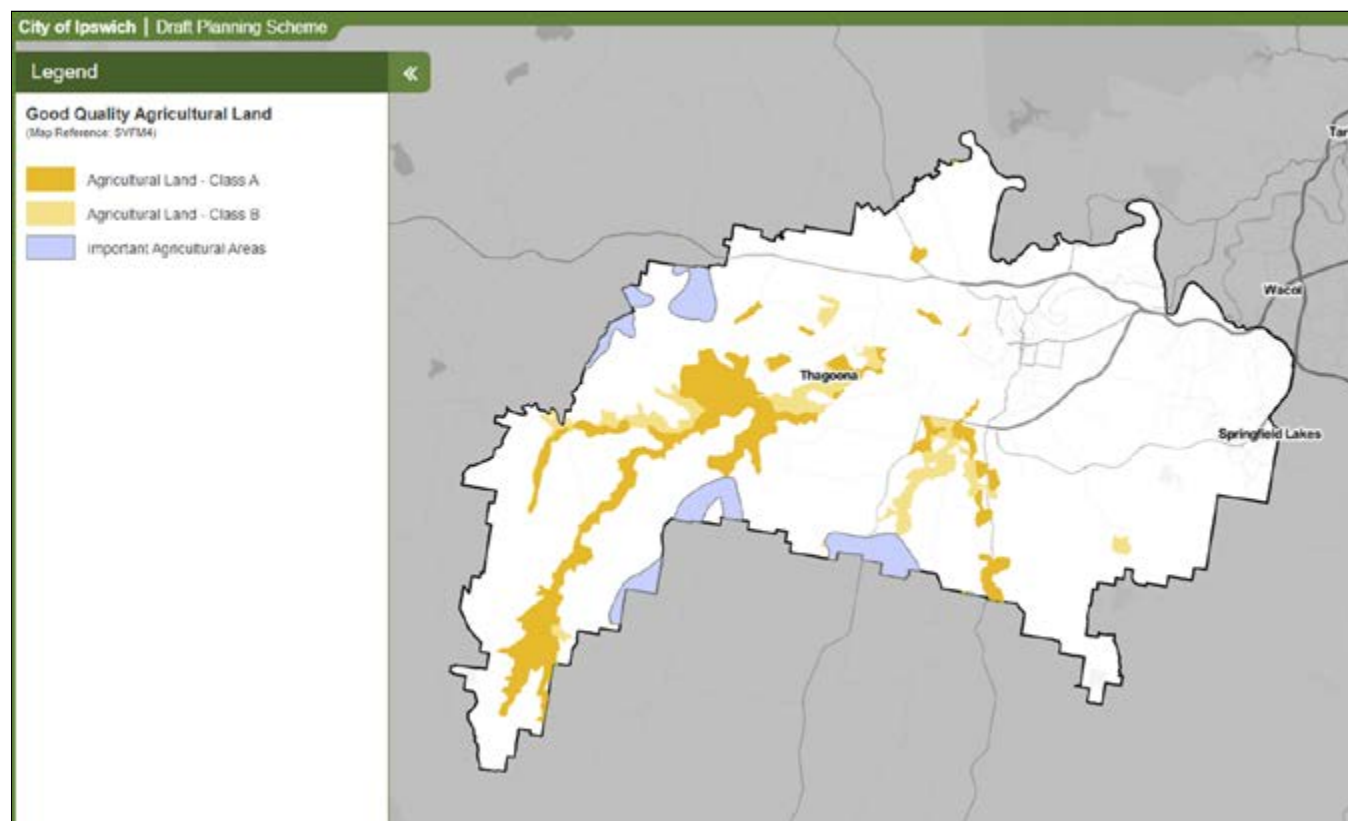 City of Ipswich | Draft Planning Scheme
Legend
«
Good Quality Agricultural Land
(Map Reference: SVFM4)
Agricultural Land - Class A
Agricultural Land - Class B
Important Agricultural Areas
Tar
Wacol
Thagoona
Springfield Lakes